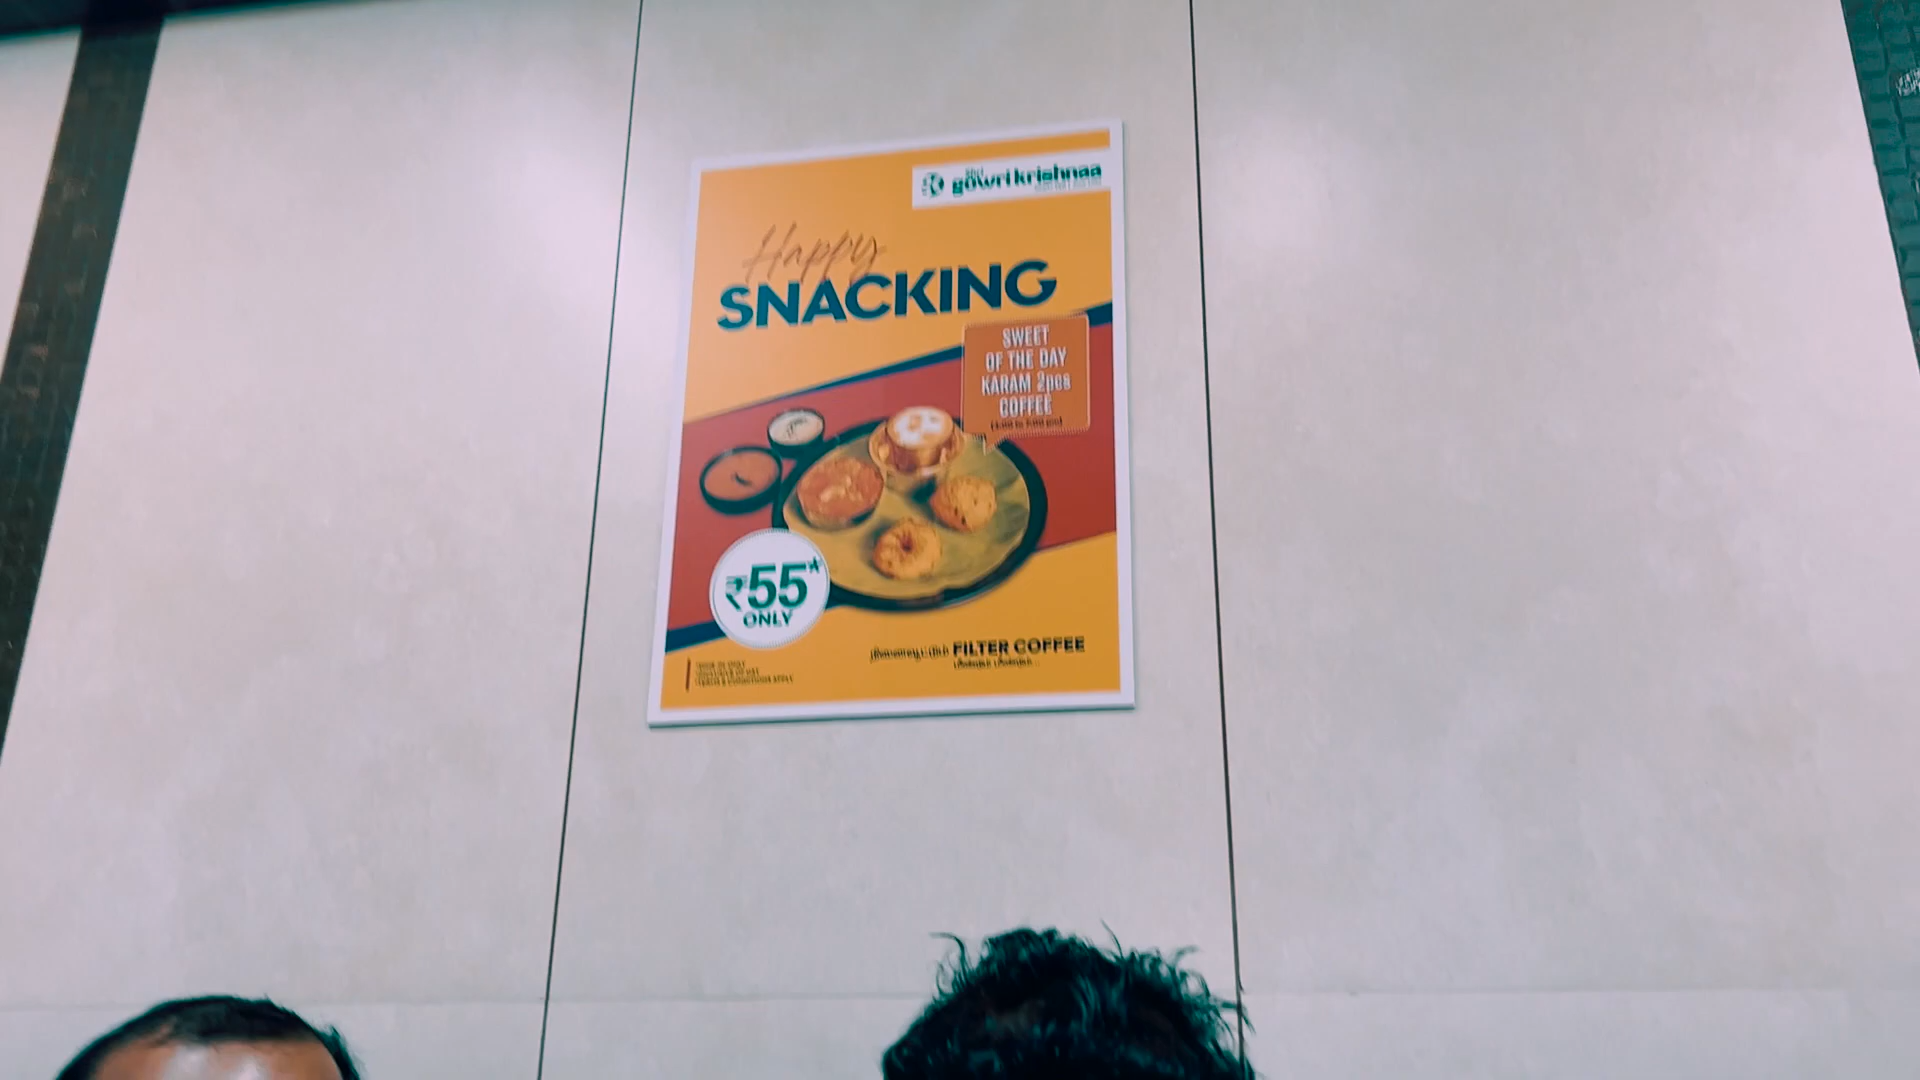 shri
gowri krishnaa
Happy
SNACKING
SWEET
OF THE DAY
KARAM 2pcs
COFFEE
₹55*
ONLY
FILTER COFFEE